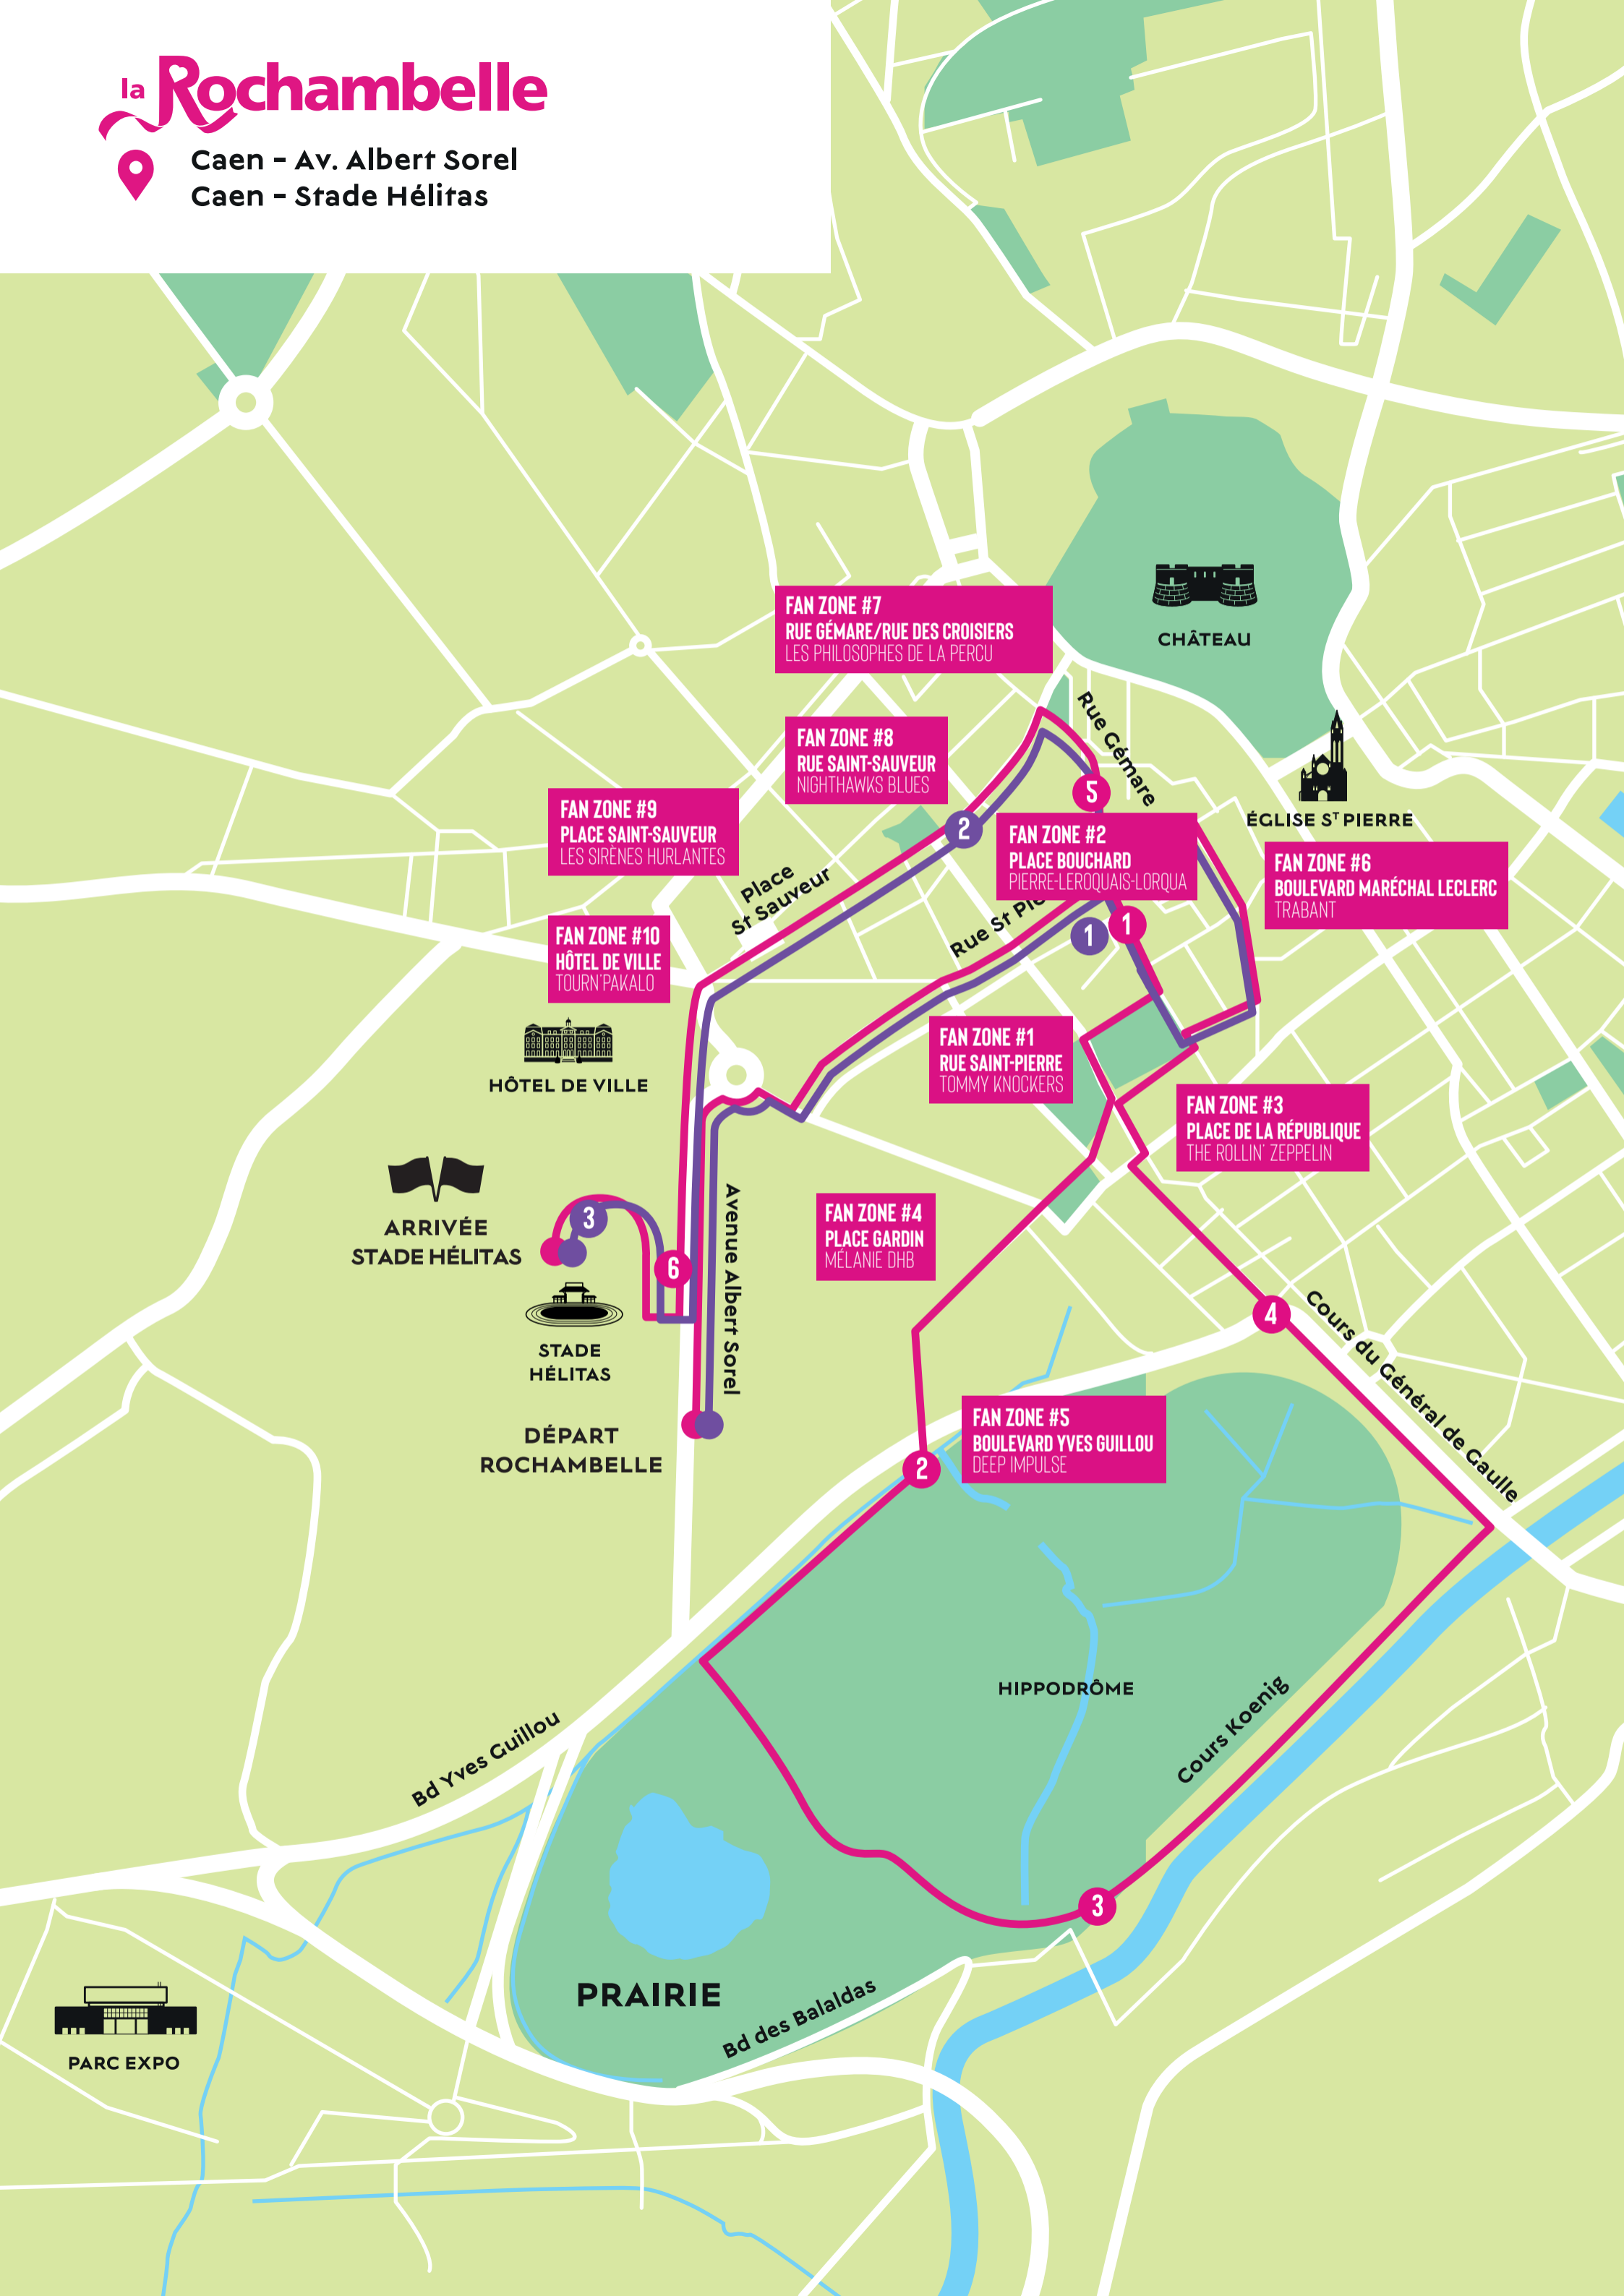 la Rochambelle
Caen – Av. Albert Sorel
Caen – Stade Hélitas
FAN ZONE #7
RUE GÉMARE/RUE DES CROISIERS
LES PHILOSOPHES DE LA PERCU
CHÂTEAU
Rue Gémare
FAN ZONE #8
RUE SAINT-SAUVEUR
NIGHTHAWKS BLUES
5
FAN ZONE #9
PLACE SAINT-SAUVEUR
LES SIRÈNES HURLANTES
2
FAN ZONE #2
PLACE BOUCHARD
PIERRE-LEROQUAIS-LORQUA
ÉGLISE ST PIERRE
FAN ZONE #6
BOULEVARD MARÉCHAL LECLERC
TRABANT
Place
St Sauveur
Rue St Pie
1
1
FAN ZONE #10
HÔTEL DE VILLE
TOURN'PAKALO
HÔTEL DE VILLE
FAN ZONE #1
RUE SAINT-PIERRE
TOMMY KNOCKERS
FAN ZONE #3
PLACE DE LA RÉPUBLIQUE
THE ROLLIN' ZEPPELIN
ARRIVÉE
STADE HÉLITAS
3
6
Avenue Albert Sorel
FAN ZONE #4
PLACE GARDIN
MÉLANIE DHB
STADE
HÉLITAS
4
Cours du Général de Gaulle
DÉPART
ROCHAMBELLE
FAN ZONE #5
BOULEVARD YVES GUILLOU
DEEP IMPULSE
2
HIPPODRÔME
Cours Koenig
Bd Yves Guillou
3
PRAIRIE
Bd des Balaldas
PARC EXPO